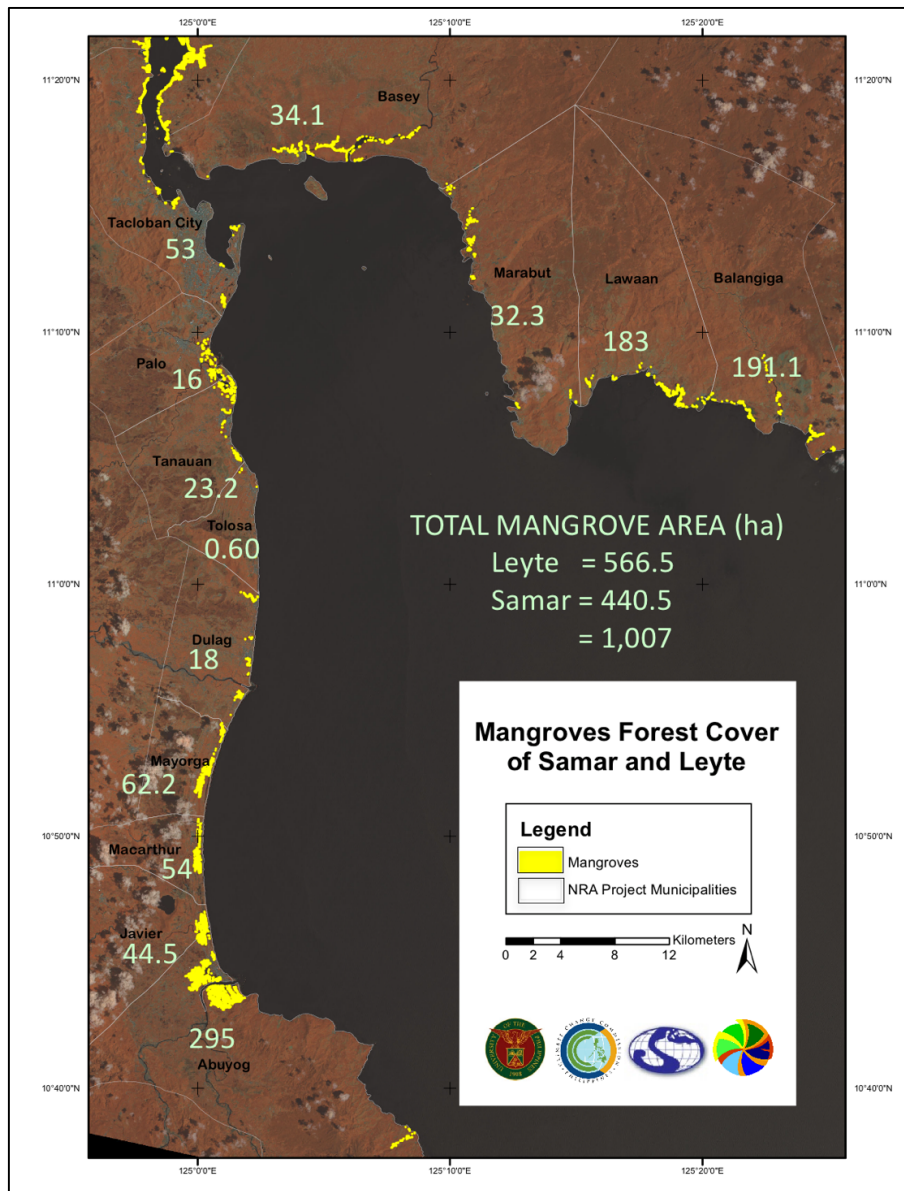 125°0'0"E
125°10'0"E
125°20'0"E
11°20'0"N
11°20'0"N
Basey
34.1
Tacloban City
53
Marabut
32.3
Lawaan
183
Balangiga
191.1
11°10'0"N
11°10'0"N
Palo
16
Tanauan
23.2
Tolosa
0.60
TOTAL MANGROVE AREA (ha)
Leyte = 566.5
Samar = 440.5
= 1,007
11°0'0"N
11°0'0"N
Dulag
18
Mayorga
62.2
Macarthur
54
10°50'0"N
10°50'0"N
Javier
44.5
295
Abuyog
10°40'0"N
10°40'0"N
Mangroves Forest Cover
of Samar and Leyte
Legend
Mangroves
NRA Project Municipalities
Kilometers
0 2 4 8 12
N
UNIVERSITY OF THE PHILIPPINES
1908
125°0'0"E
125°10'0"E
125°20'0"E